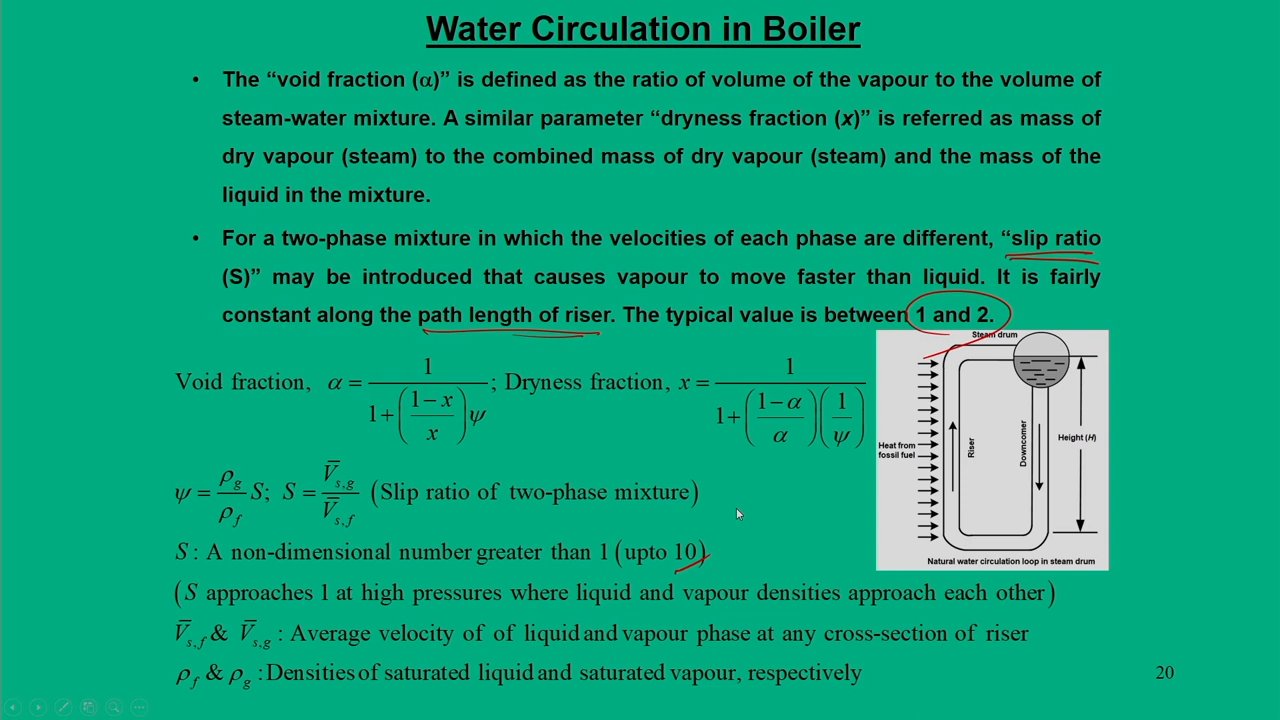 Water Circulation in Boiler
• The “void fraction (α)” is defined as the ratio of volume of the vapour to the volume of
steam-water mixture. A similar parameter “dryness fraction (x)” is referred as mass of
dry vapour (steam) to the combined mass of dry vapour (steam) and the mass of the
liquid in the mixture.
• For a two-phase mixture in which the velocities of each phase are different, “slip ratio
(S)” may be introduced that causes vapour to move faster than liquid. It is fairly
constant along the path length of riser. The typical value is between 1 and 2.
Void fraction, α = 1 / (1 + ((1 − x) / x) ψ) ; Dryness fraction, x = 1 / (1 + ((1 − α) / α) (1 / ψ))
ψ = (ρg / ρf) S; S = V̅s,g / V̅s,f (Slip ratio of two-phase mixture)
S : A non-dimensional number greater than 1 (upto 10)
(S approaches 1 at high pressures where liquid and vapour densities approach each other)
V̅s,f & V̅s,g : Average velocity of of liquid and vapour phase at any cross-section of riser
ρf & ρg : Densities of saturated liquid and saturated vapour, respectively
Steam drum
Heat from
fossil fuel
Riser
Downcomer
Height (H)
Natural water circulation loop in steam drum
20